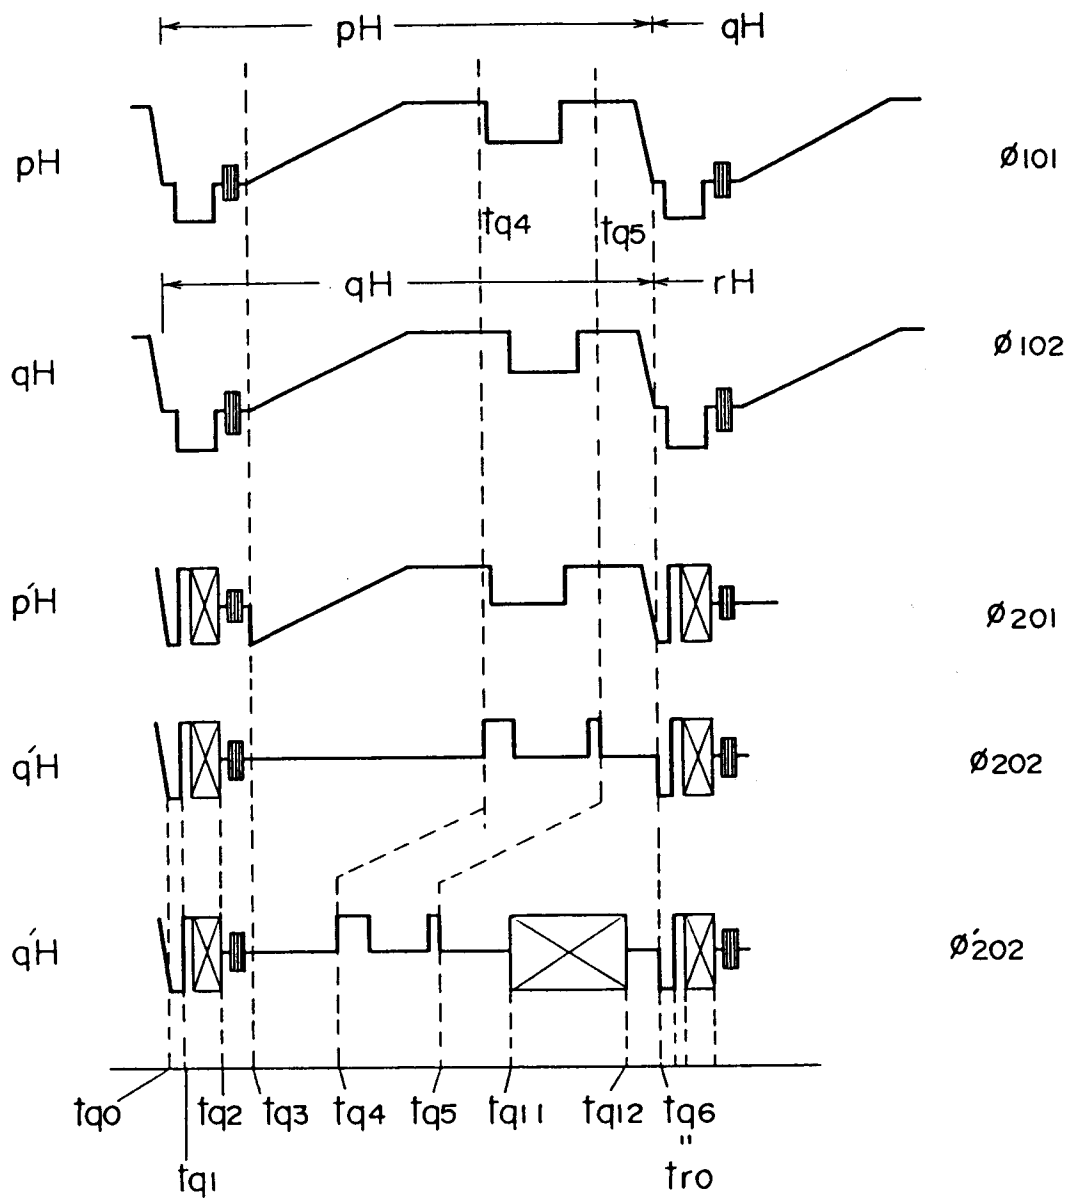 pH qH
pH ø101
tq4 tq5
qH rH
qH ø102
p'H ø201
q'H ø202
q'H ø'202
tq0 tq2 tq3 tq4 tq5 tq11 tq12 tq6
"
tq1 tr0